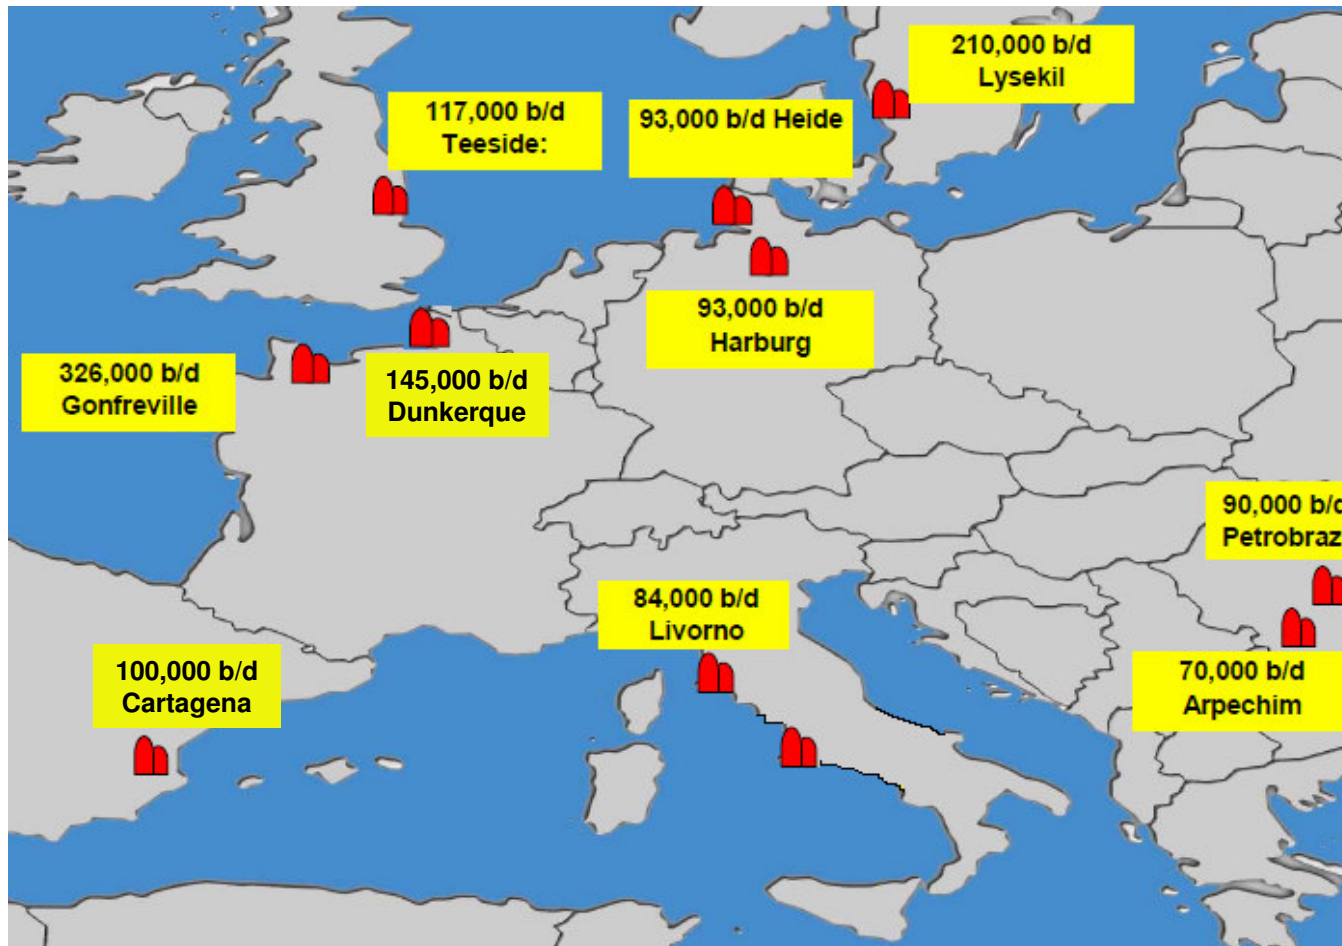 210,000 b/d
Lysekil
117,000 b/d
Teeside:
93,000 b/d Heide
93,000 b/d
Harburg
326,000 b/d
Gonfreville
145,000 b/d
Dunkerque
90,000 b/d
Petrobraz
84,000 b/d
Livorno
100,000 b/d
Cartagena
70,000 b/d
Arpechim